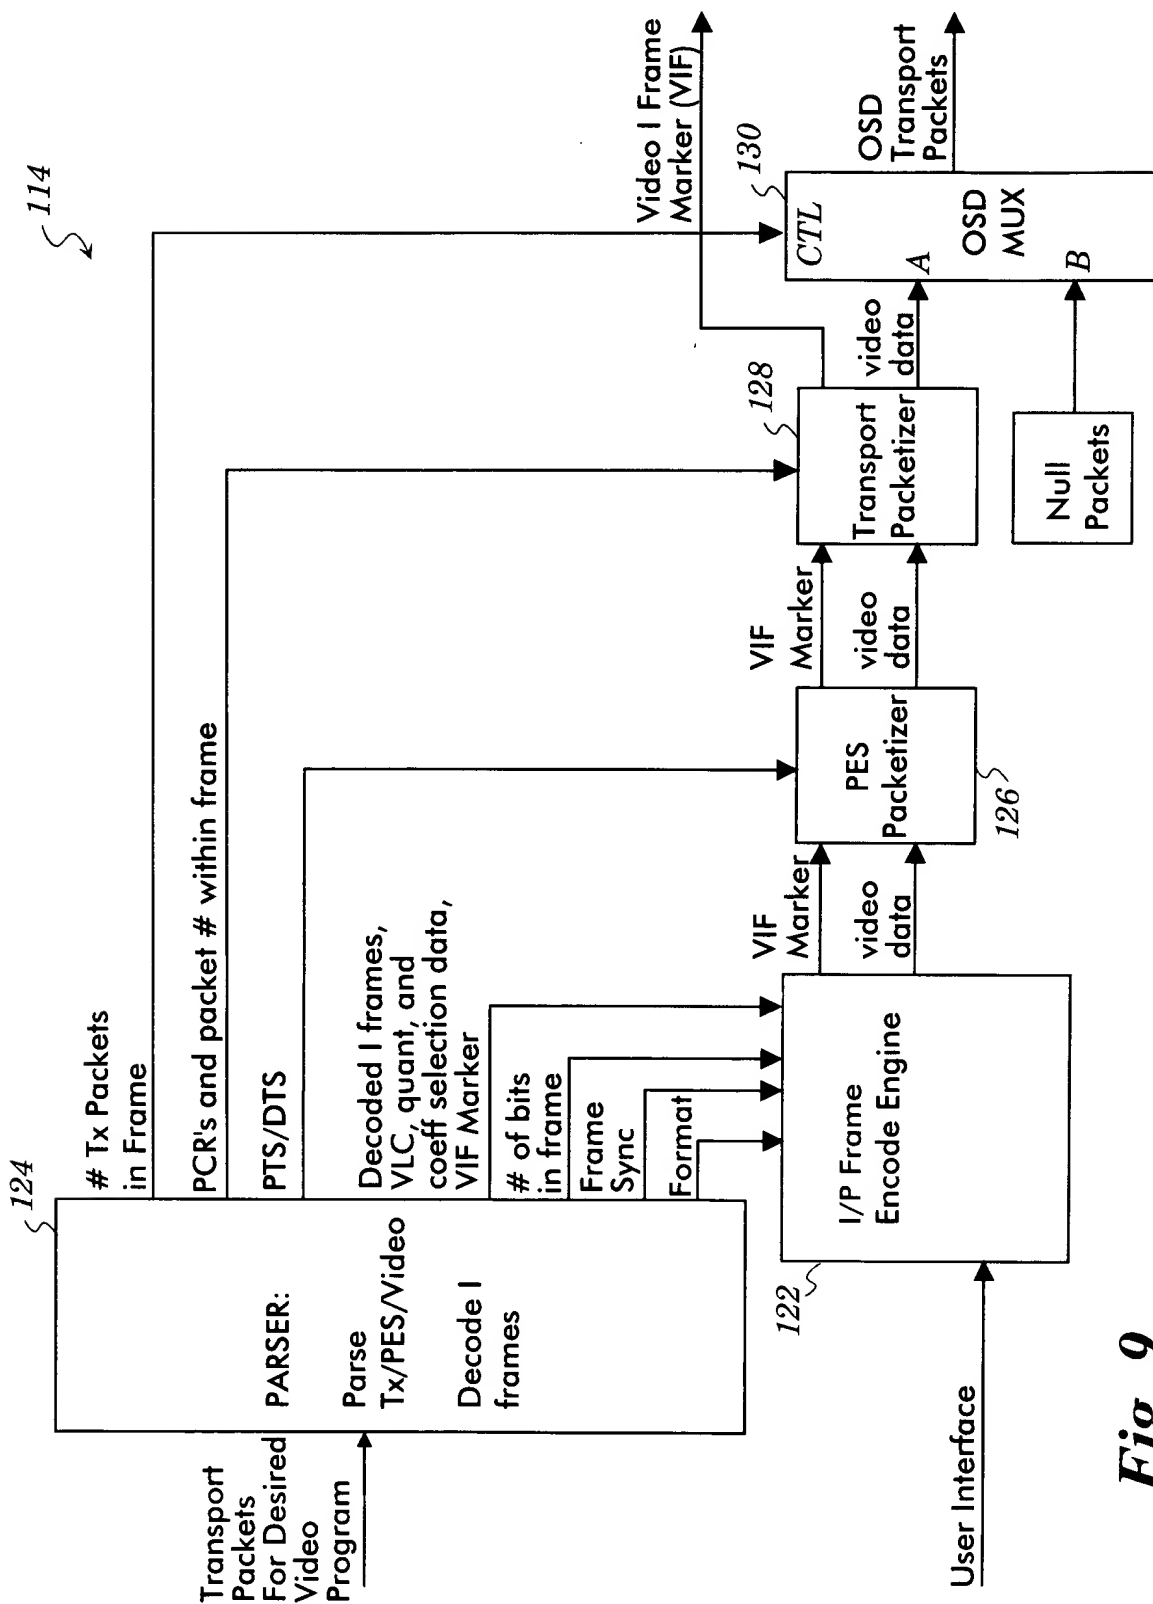 114
124
Transport
Packets
For Desired
Video
Program
PARSER:
Parse
Tx/PES/Video
Decode I
frames
# Tx Packets
in Frame
PCR's and packet # within frame
PTS/DTS
Decoded I frames,
VLC, quant, and
coeff selection data,
VIF Marker
# of bits
in frame
Frame
Sync
Format
User Interface
122
I/P Frame
Encode Engine
VIF
Marker
video
data
PES
Packetizer
126
VIF
Marker
video
data
128
Transport
Packetizer
Null
Packets
video
data
Video I Frame
Marker (VIF)
130
CTL
A
B
OSD
MUX
OSD
Transport
Packets
Fig. 9